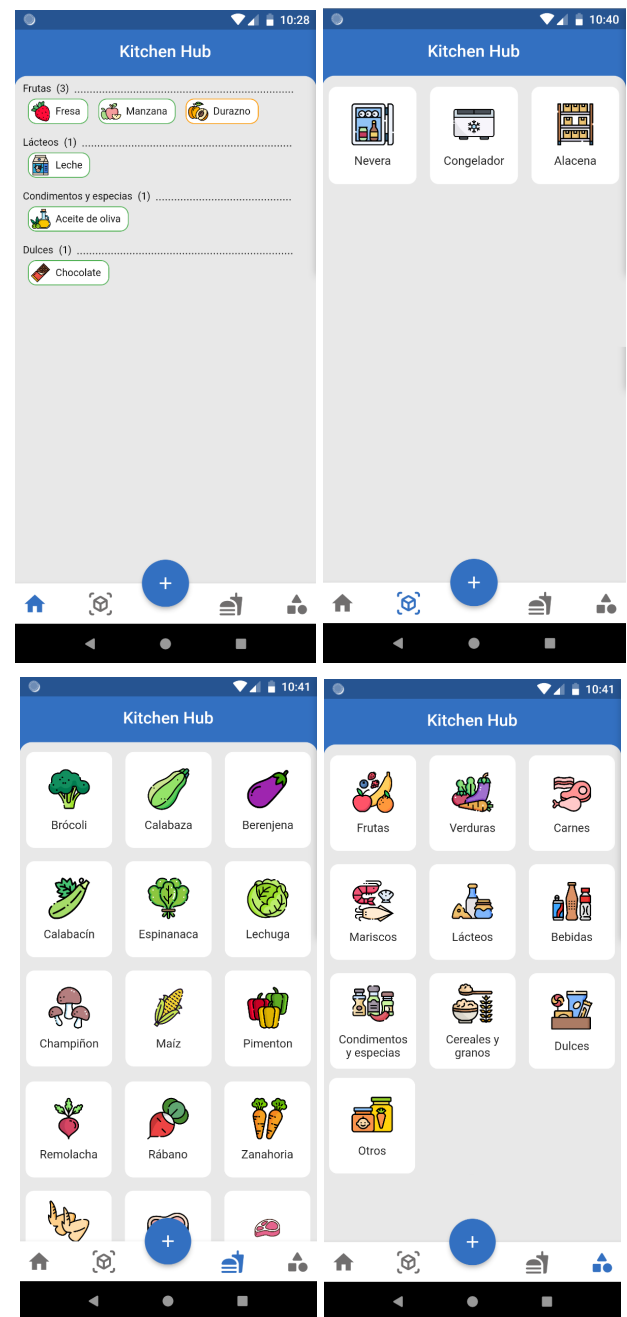 10:28
Kitchen Hub
Frutas (3)
Fresa Manzana Durazno
Lácteos (1)
Leche
Condimentos y especias (1)
Aceite de oliva
Dulces (1)
Chocolate
10:40
Kitchen Hub
Nevera Congelador Alacena
10:41
Kitchen Hub
Brócoli Calabaza Berenjena
Calabacín Espinanaca Lechuga
Champiñon Maíz Pimenton
Remolacha Rábano Zanahoria
10:41
Kitchen Hub
Frutas Verduras Carnes
Mariscos Lácteos Bebidas
Condimentos
y especias
Cereales y
granos
Dulces
Otros